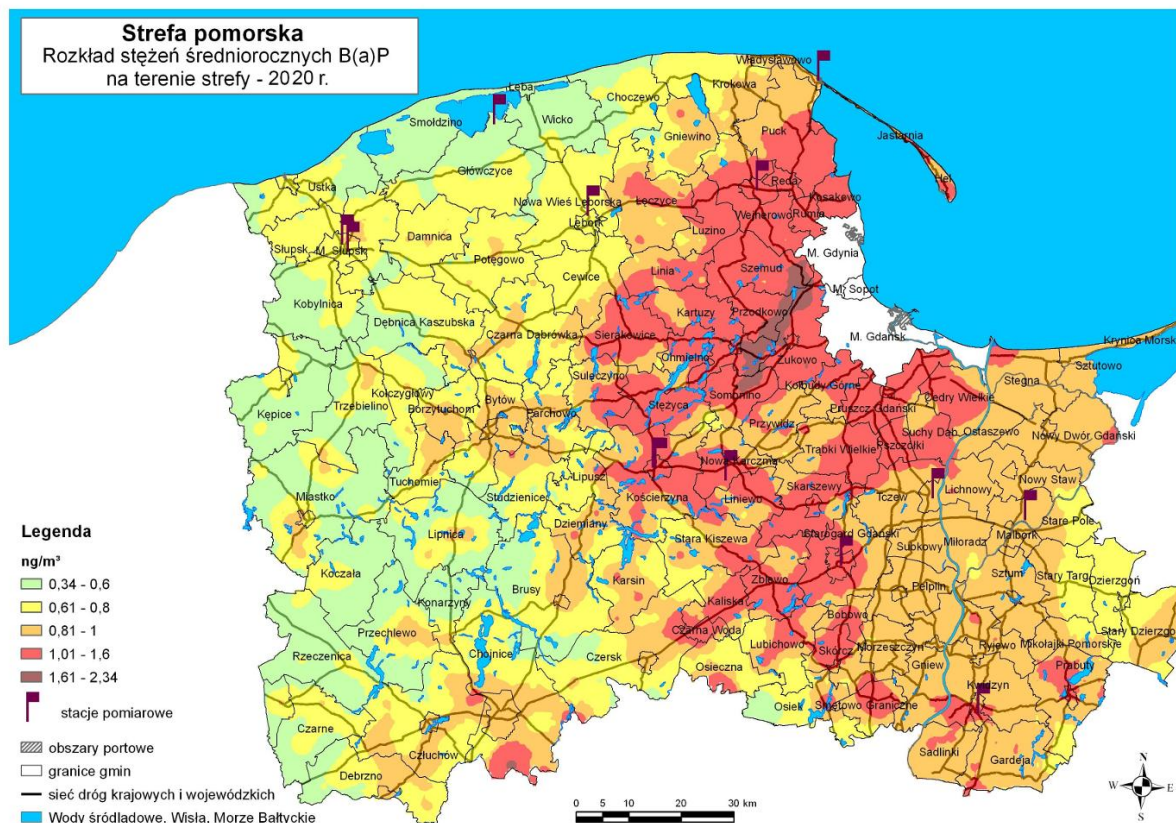 Strefa pomorska
Rozkład stężeń średniorocznych B(a)P
na terenie strefy - 2020 r.
Władysławowo
Łeba
Choczewo
Krokowa
Smołdzino
Wicko
Gniewino
Puck
Jastarnia
Główczyce
Hel
Ustka
Nowa Wieś Lęborska
Łęczyce
Reda
Kosakowo
Lębork
Wejherowo
Rumia
Damnica
Luzino
Słupsk
M. Słupsk
Potęgowo
M. Gdynia
Cewice
Linia
Szemud
M. Sopot
Kobylnica
Dębnica Kaszubska
Kartuzy
Przodkowo
Czarna Dąbrówka
Sierakowice
M. Gdańsk
Krynica Morsk
Chmielno
Żukowo
Sztutowo
Sulęczyno
Stegna
Kołczygłowy
Bytów
Kolbudy Górne
Kępice
Trzebielino
Borzytuchom
Parchowo
Stężyca
Somonino
Pruszcz Gdański
Cedry Wielkie
Przywidz
Suchy Dąb
Ostaszewo
Nowy Dwór Gdański
Trąbki Wielkie
Pszczółki
Nowa Karczma
Tuchomie
Lipusz
Skarszewy
Nowy Staw
Miastko
Studzienice
Kościerzyna
Liniewo
Tczew
Lichnowy
Dziemiany
Stare Pole
Lipnica
Stara Kiszewa
Starogard Gdański
Malbork
Subkowy
Miłoradz
Koczała
Karsin
Zblewo
Sztum
Stary Targ
Dzierzgoń
Konarzyny
Brusy
Kaliska
Pelplin
Przechlewo
Czarna Woda
Bobowo
Stary Dzierzgo
Chojnice
Lubichowo
Rzeczenica
Czersk
Skórcz
Morzeszczyn
Ryjewo
Mikołajki Pomorskie
Osieczna
Gniew
Prabuty
Kwidzyn
Osiek
Smętowo Graniczne
Czarne
Człuchów
Sadlinki
Gardeja
Debrzno
Legenda
ng/m³
0,34 - 0,6
0,61 - 0,8
0,81 - 1
1,01 - 1,6
1,61 - 2,34
stacje pomiarowe
obszary portowe
granice gmin
sieć dróg krajowych i wojewódzkich
Wody śródlądowe, Wisła, Morze Bałtyckie
0 5 10 20 30 km
N
W E
S